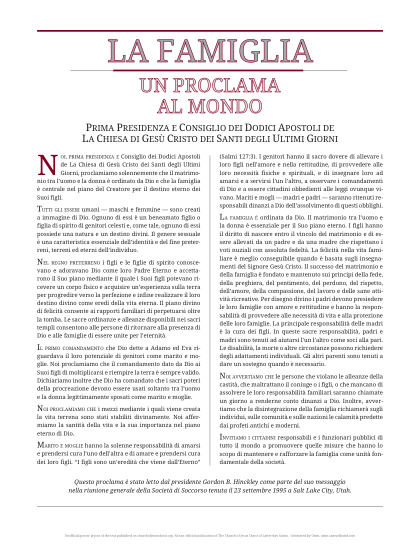 LA FAMIGLIA
UN PROCLAMA
AL MONDO
Prima Presidenza e Consiglio dei Dodici Apostoli de
La Chiesa di Gesù Cristo dei Santi degli Ultimi Giorni
Noi, prima presidenza e Consiglio dei Dodici Apostoli
de La Chiesa di Gesù Cristo dei Santi degli Ultimi
Giorni, proclamiamo solennemente che il matrimo-
nio tra l'uomo e la donna è ordinato da Dio e che la famiglia
è centrale nel piano del Creatore per il destino eterno dei
Suoi figli.
Tutti gli esseri umani — maschi e femmine — sono creati
a immagine di Dio. Ognuno di essi è un beneamato figlio o
figlia di spirito di genitori celesti e, come tale, ognuno di essi
possiede una natura e un destino divini. Il genere sessuale
è una caratteristica essenziale dell'identità e del fine preter-
reni, terreni ed eterni dell'individuo.
Nel regno preterreno i figli e le figlie di spirito conosce-
vano e adoravano Dio come loro Padre Eterno e accetta-
rono il Suo piano mediante il quale i Suoi figli potevano ri-
cevere un corpo fisico e acquisire un'esperienza sulla terra
per progredire verso la perfezione e infine realizzare il loro
destino divino come eredi della vita eterna. Il piano divino
di felicità consente ai rapporti familiari di perpetuarsi oltre
la tomba. Le sacre ordinanze e alleanze disponibili nei sacri
templi consentono alle persone di ritornare alla presenza di
Dio e alle famiglie di essere unite per l'eternità.
Il primo comandamento che Dio dette a Adamo ed Eva ri-
guardava il loro potenziale di genitori come marito e mo-
glie. Noi proclamiamo che il comandamento dato da Dio ai
Suoi figli di moltiplicarsi e riempire la terra è sempre valido.
Dichiariamo inoltre che Dio ha comandato che i sacri poteri
della procreazione devono essere usati soltanto tra l'uomo
e la donna legittimamente sposati come marito e moglie.
Noi proclamiamo che i mezzi mediante i quali viene creata
la vita terrena sono stati stabiliti divinamente. Noi affer-
miamo la santità della vita e la sua importanza nel piano
eterno di Dio.
Marito e moglie hanno la solenne responsabilità di amarsi
e prendersi cura l'uno dell'altra e di amare e prendersi cura
dei loro figli. "I figli sono un'eredità che viene dall'Eterno"
(Salmi 127:3). I genitori hanno il sacro dovere di allevare i
loro figli nell'amore e nella rettitudine, di provvedere alle
loro necessità fisiche e spirituali, e di insegnare loro ad
amarsi e a servirsi l'un l'altro, a osservare i comandamenti
di Dio e a essere cittadini obbedienti alle leggi ovunque vi-
vano. Mariti e mogli — madri e padri — saranno ritenuti re-
sponsabili dinanzi a Dio dell'assolvimento di questi obblighi.
La famiglia è ordinata da Dio. Il matrimonio tra l'uomo e
la donna è essenziale per il Suo piano eterno. I figli hanno
il diritto di nascere entro il vincolo del matrimonio e di es-
sere allevati da un padre e da una madre che rispettano i
voti nuziali con assoluta fedeltà. La felicità nella vita fami-
liare è meglio conseguibile quando è basata sugli insegna-
menti del Signore Gesù Cristo. Il successo del matrimonio e
della famiglia è fondato e mantenuto sui principi della fede,
della preghiera, del pentimento, del perdono, del rispetto,
dell'amore, della compassione, del lavoro e delle sane atti-
vità ricreative. Per disegno divino i padri devono presiedere
le loro famiglie con amore e rettitudine e hanno la respon-
sabilità di provvedere alle necessità di vita e alla protezione
delle loro famiglie. La principale responsabilità delle madri
è la cura dei figli. In queste sacre responsabilità, padri e
madri sono tenuti ad aiutarsi l'un l'altro come soci alla pari.
Le disabilità, la morte o altre circostanze possono richiedere
degli adattamenti individuali. Gli altri parenti sono tenuti a
dare un sostegno quando è necessario.
Noi avvertiamo che le persone che violano le alleanze della
castità, che maltrattano il coniuge o i figli, o che mancano di
assolvere le loro responsabilità familiari saranno chiamate
un giorno a renderne conto dinanzi a Dio. Inoltre, avver-
tiamo che la disintegrazione della famiglia richiamerà sugli
individui, sulle comunità e sulle nazioni le calamità predette
dai profeti antichi e moderni.
Invitiamo i cittadini responsabili e i funzionari pubblici di
tutto il mondo a promuovere quelle misure che hanno lo
scopo di mantenere e rafforzare la famiglia come unità fon-
damentale della società.
Questo proclama è stato letto dal presidente Gordon B. Hinckley come parte del suo messaggio
nella riunione generale della Società di Soccorso tenuta il 23 settembre 1995 a Salt Lake City, Utah.